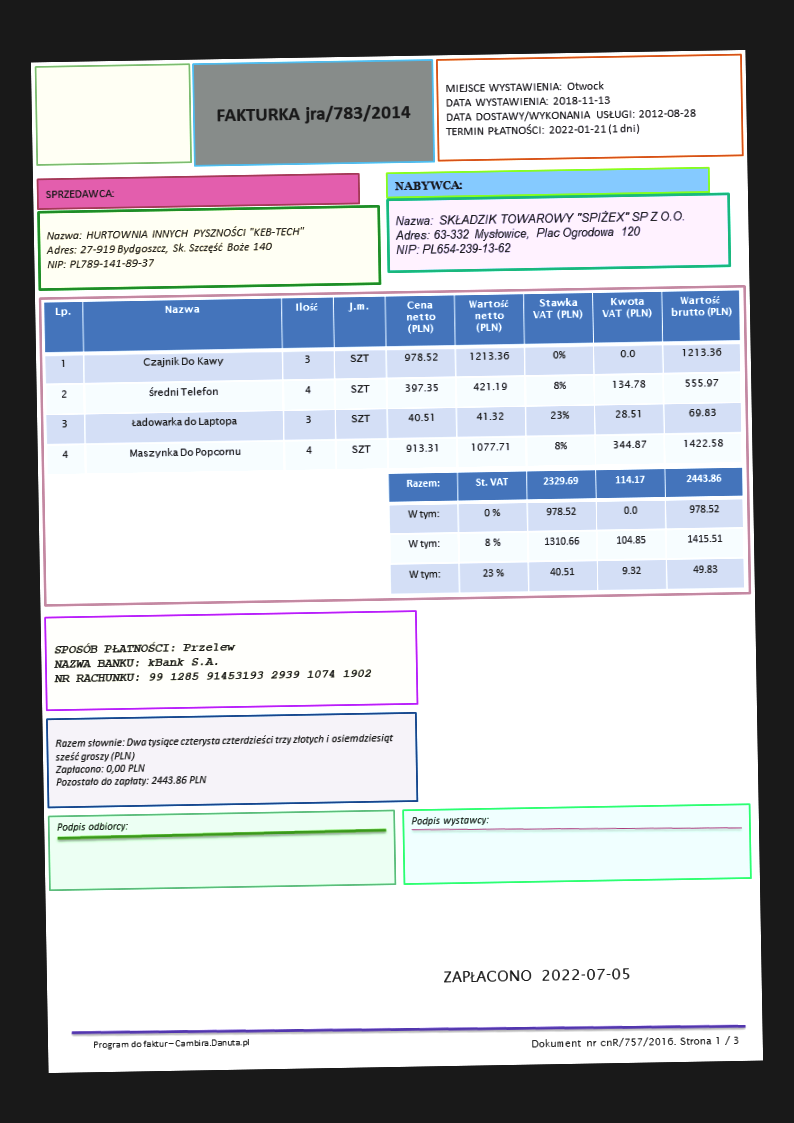 FAKTURKA jra/783/2014
MIEJSCE WYSTAWIENIA: Otwock
DATA WYSTAWIENIA: 2018-11-13
DATA DOSTAWY/WYKONANIA USŁUGI: 2012-08-28
TERMIN PŁATNOŚCI: 2022-01-21 (1 dni)
SPRZEDAWCA:
Nazwa: HURTOWNIA INNYCH PYSZNOŚCI "KEB-TECH"
Adres: 27-919 Bydgoszcz, Sk. Szczęść Boże 140
NIP: PL789-141-89-37
NABYWCA:
Nazwa: SKŁADZIK TOWAROWY "SPIŻEX" SP Z O.O.
Adres: 63-332 Mysłowice, Plac Ogrodowa 120
NIP: PL654-239-13-62
Lp. Nazwa Ilość J.m. Cena netto (PLN) Wartość netto (PLN) Stawka VAT (PLN) Kwota VAT (PLN) Wartość brutto (PLN)
1 Czajnik Do Kawy 3 SZT 978.52 1213.36 0% 0.0 1213.36
2 średni Telefon 4 SZT 397.35 421.19 8% 134.78 555.97
3 Ładowarka do Laptopa 3 SZT 40.51 41.32 23% 28.51 69.83
4 Maszynka Do Popcornu 4 SZT 913.31 1077.71 8% 344.87 1422.58
Razem: St. VAT 2329.69 114.17 2443.86
W tym: 0 % 978.52 0.0 978.52
W tym: 8 % 1310.66 104.85 1415.51
W tym: 23 % 40.51 9.32 49.83
SPOSÓB PŁATNOŚCI: Przelew
NAZWA BANKU: kBank S.A.
NR RACHUNKU: 99 1285 91453193 2939 1074 1902
Razem słownie: Dwa tysiące czterysta czterdzieści trzy złotych i osiemdziesiąt
sześć groszy (PLN)
Zapłacono: 0,00 PLN
Pozostało do zapłaty: 2443.86 PLN
Podpis odbiorcy:
Podpis wystawcy:
ZAPŁACONO 2022-07-05
Program do faktur – Cambira.Danuta.pl
Dokument nr cnR/757/2016. Strona 1 / 3